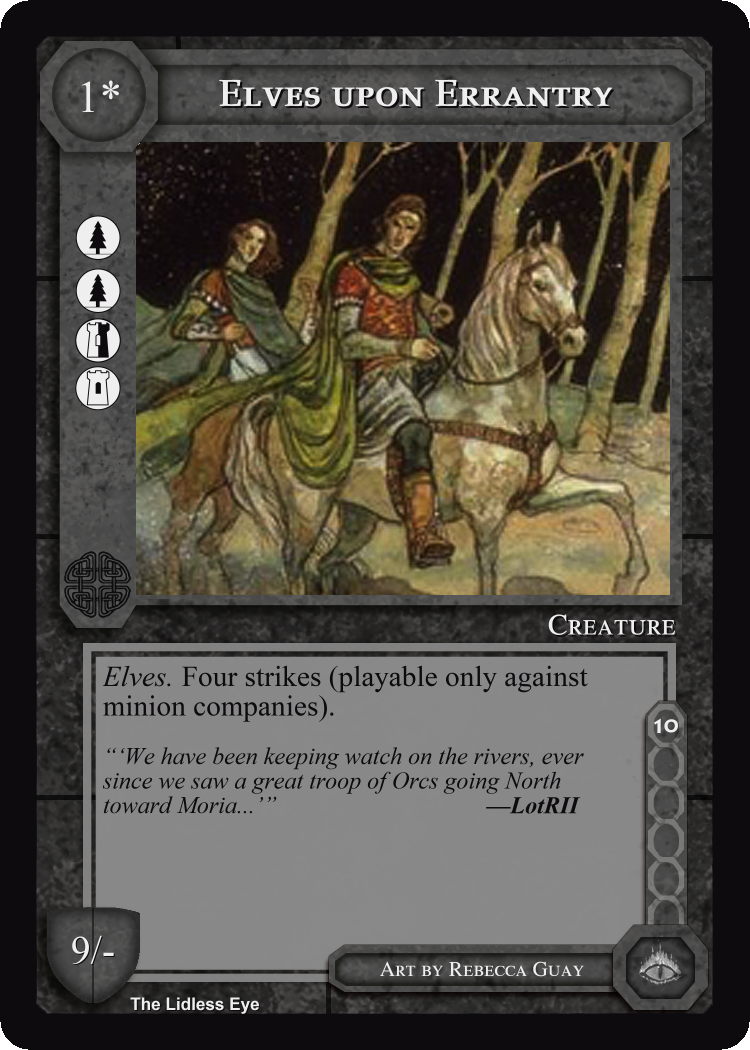 1*
Elves upon Errantry
Creature
Elves. Four strikes (playable only against
minion companies).
“‘We have been keeping watch on the rivers, ever
since we saw a great troop of Orcs going North
toward Moria...’” —LotRII
10
9/-
Art by Rebecca Guay
The Lidless Eye